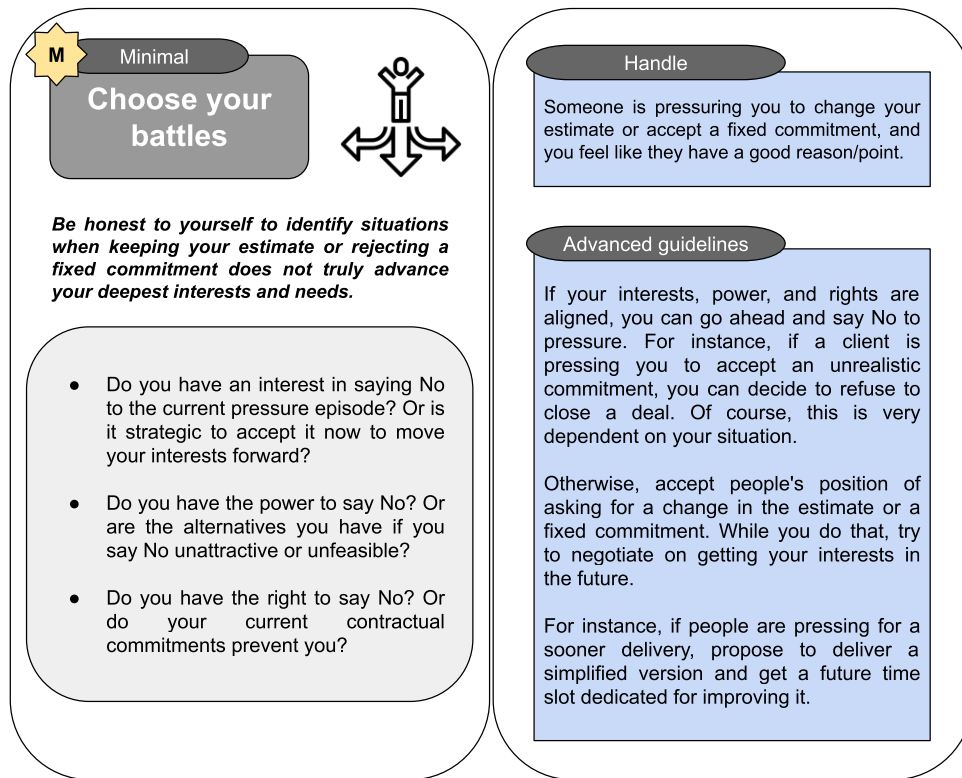 M
Minimal
Choose your
battles
Be honest to yourself to identify situations
when keeping your estimate or rejecting a
fixed commitment does not truly advance
your deepest interests and needs.
● Do you have an interest in saying No
to the current pressure episode? Or is
it strategic to accept it now to move
your interests forward?
● Do you have the power to say No? Or
are the alternatives you have if you
say No unattractive or unfeasible?
● Do you have the right to say No? Or
do your current contractual
commitments prevent you?
Handle
Someone is pressuring you to change your
estimate or accept a fixed commitment, and
you feel like they have a good reason/point.
Advanced guidelines
If your interests, power, and rights are
aligned, you can go ahead and say No to
pressure. For instance, if a client is
pressing you to accept an unrealistic
commitment, you can decide to refuse to
close a deal. Of course, this is very
dependent on your situation.
Otherwise, accept people's position of
asking for a change in the estimate or a
fixed commitment. While you do that, try
to negotiate on getting your interests in
the future.
For instance, if people are pressing for a
sooner delivery, propose to deliver a
simplified version and get a future time
slot dedicated for improving it.